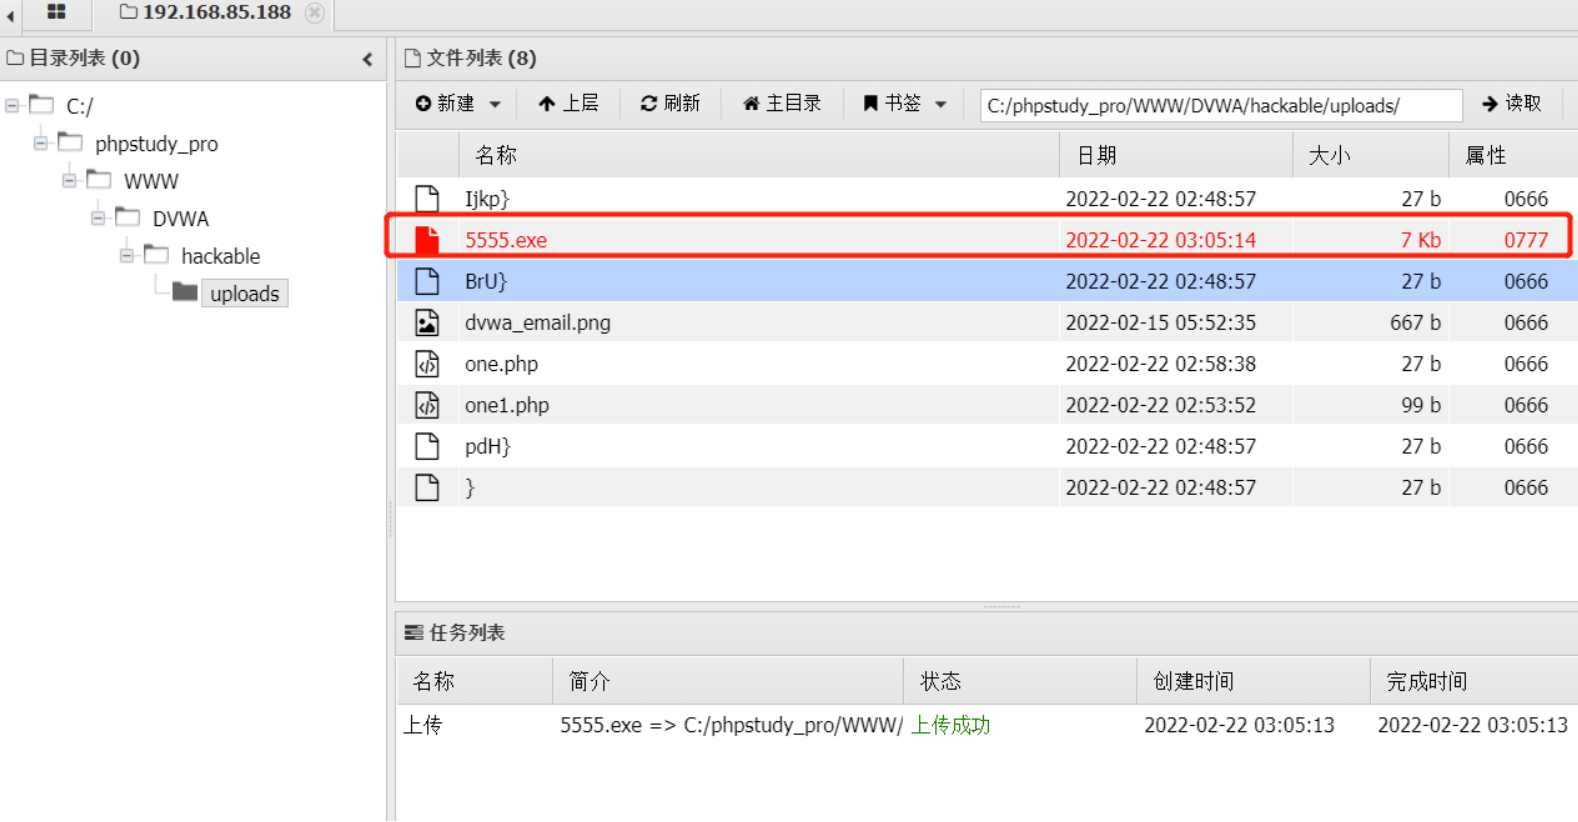 192.168.85.188
目录列表 (0)
C:/
phpstudy_pro
WWW
DVWA
hackable
uploads
文件列表 (8)
新建 上层 刷新 主目录 书签 C:/phpstudy_pro/WWW/DVWA/hackable/uploads/ 读取
名称 日期 大小 属性
Ijkp} 2022-02-22 02:48:57 27 b 0666
5555.exe 2022-02-22 03:05:14 7 Kb 0777
BrU} 2022-02-22 02:48:57 27 b 0666
dvwa_email.png 2022-02-15 05:52:35 667 b 0666
one.php 2022-02-22 02:58:38 27 b 0666
one1.php 2022-02-22 02:53:52 99 b 0666
pdH} 2022-02-22 02:48:57 27 b 0666
} 2022-02-22 02:48:57 27 b 0666
任务列表
名称 简介 状态 创建时间 完成时间
上传 5555.exe => C:/phpstudy_pro/WWW/ 上传成功 2022-02-22 03:05:13 2022-02-22 03:05:13